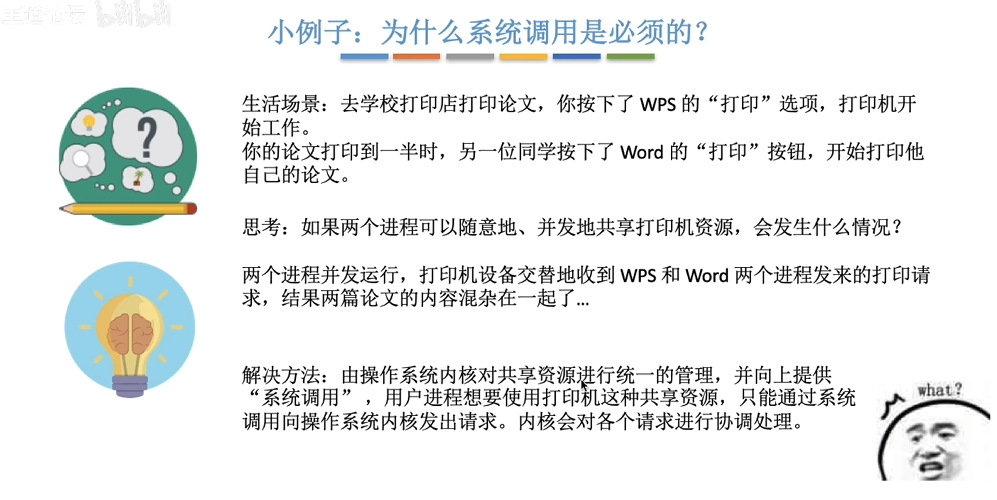 王道论坛 bilibili
小例子：为什么系统调用是必须的？
生活场景：去学校打印店打印论文，你按下了 WPS 的“打印”选项，打印机开
始工作。
你的论文打印到一半时，另一位同学按下了 Word 的“打印”按钮，开始打印他
自己的论文。
思考：如果两个进程可以随意地、并发地共享打印机资源，会发生什么情况？
两个进程并发运行，打印机设备交替地收到 WPS 和 Word 两个进程发来的打印请
求，结果两篇论文的内容混杂在一起了...
解决方法：由操作系统内核对共享资源进行统一的管理，并向上提供
“系统调用”，用户进程想要使用打印机这种共享资源，只能通过系统
调用向操作系统内核发出请求。内核会对各个请求进行协调处理。
what?